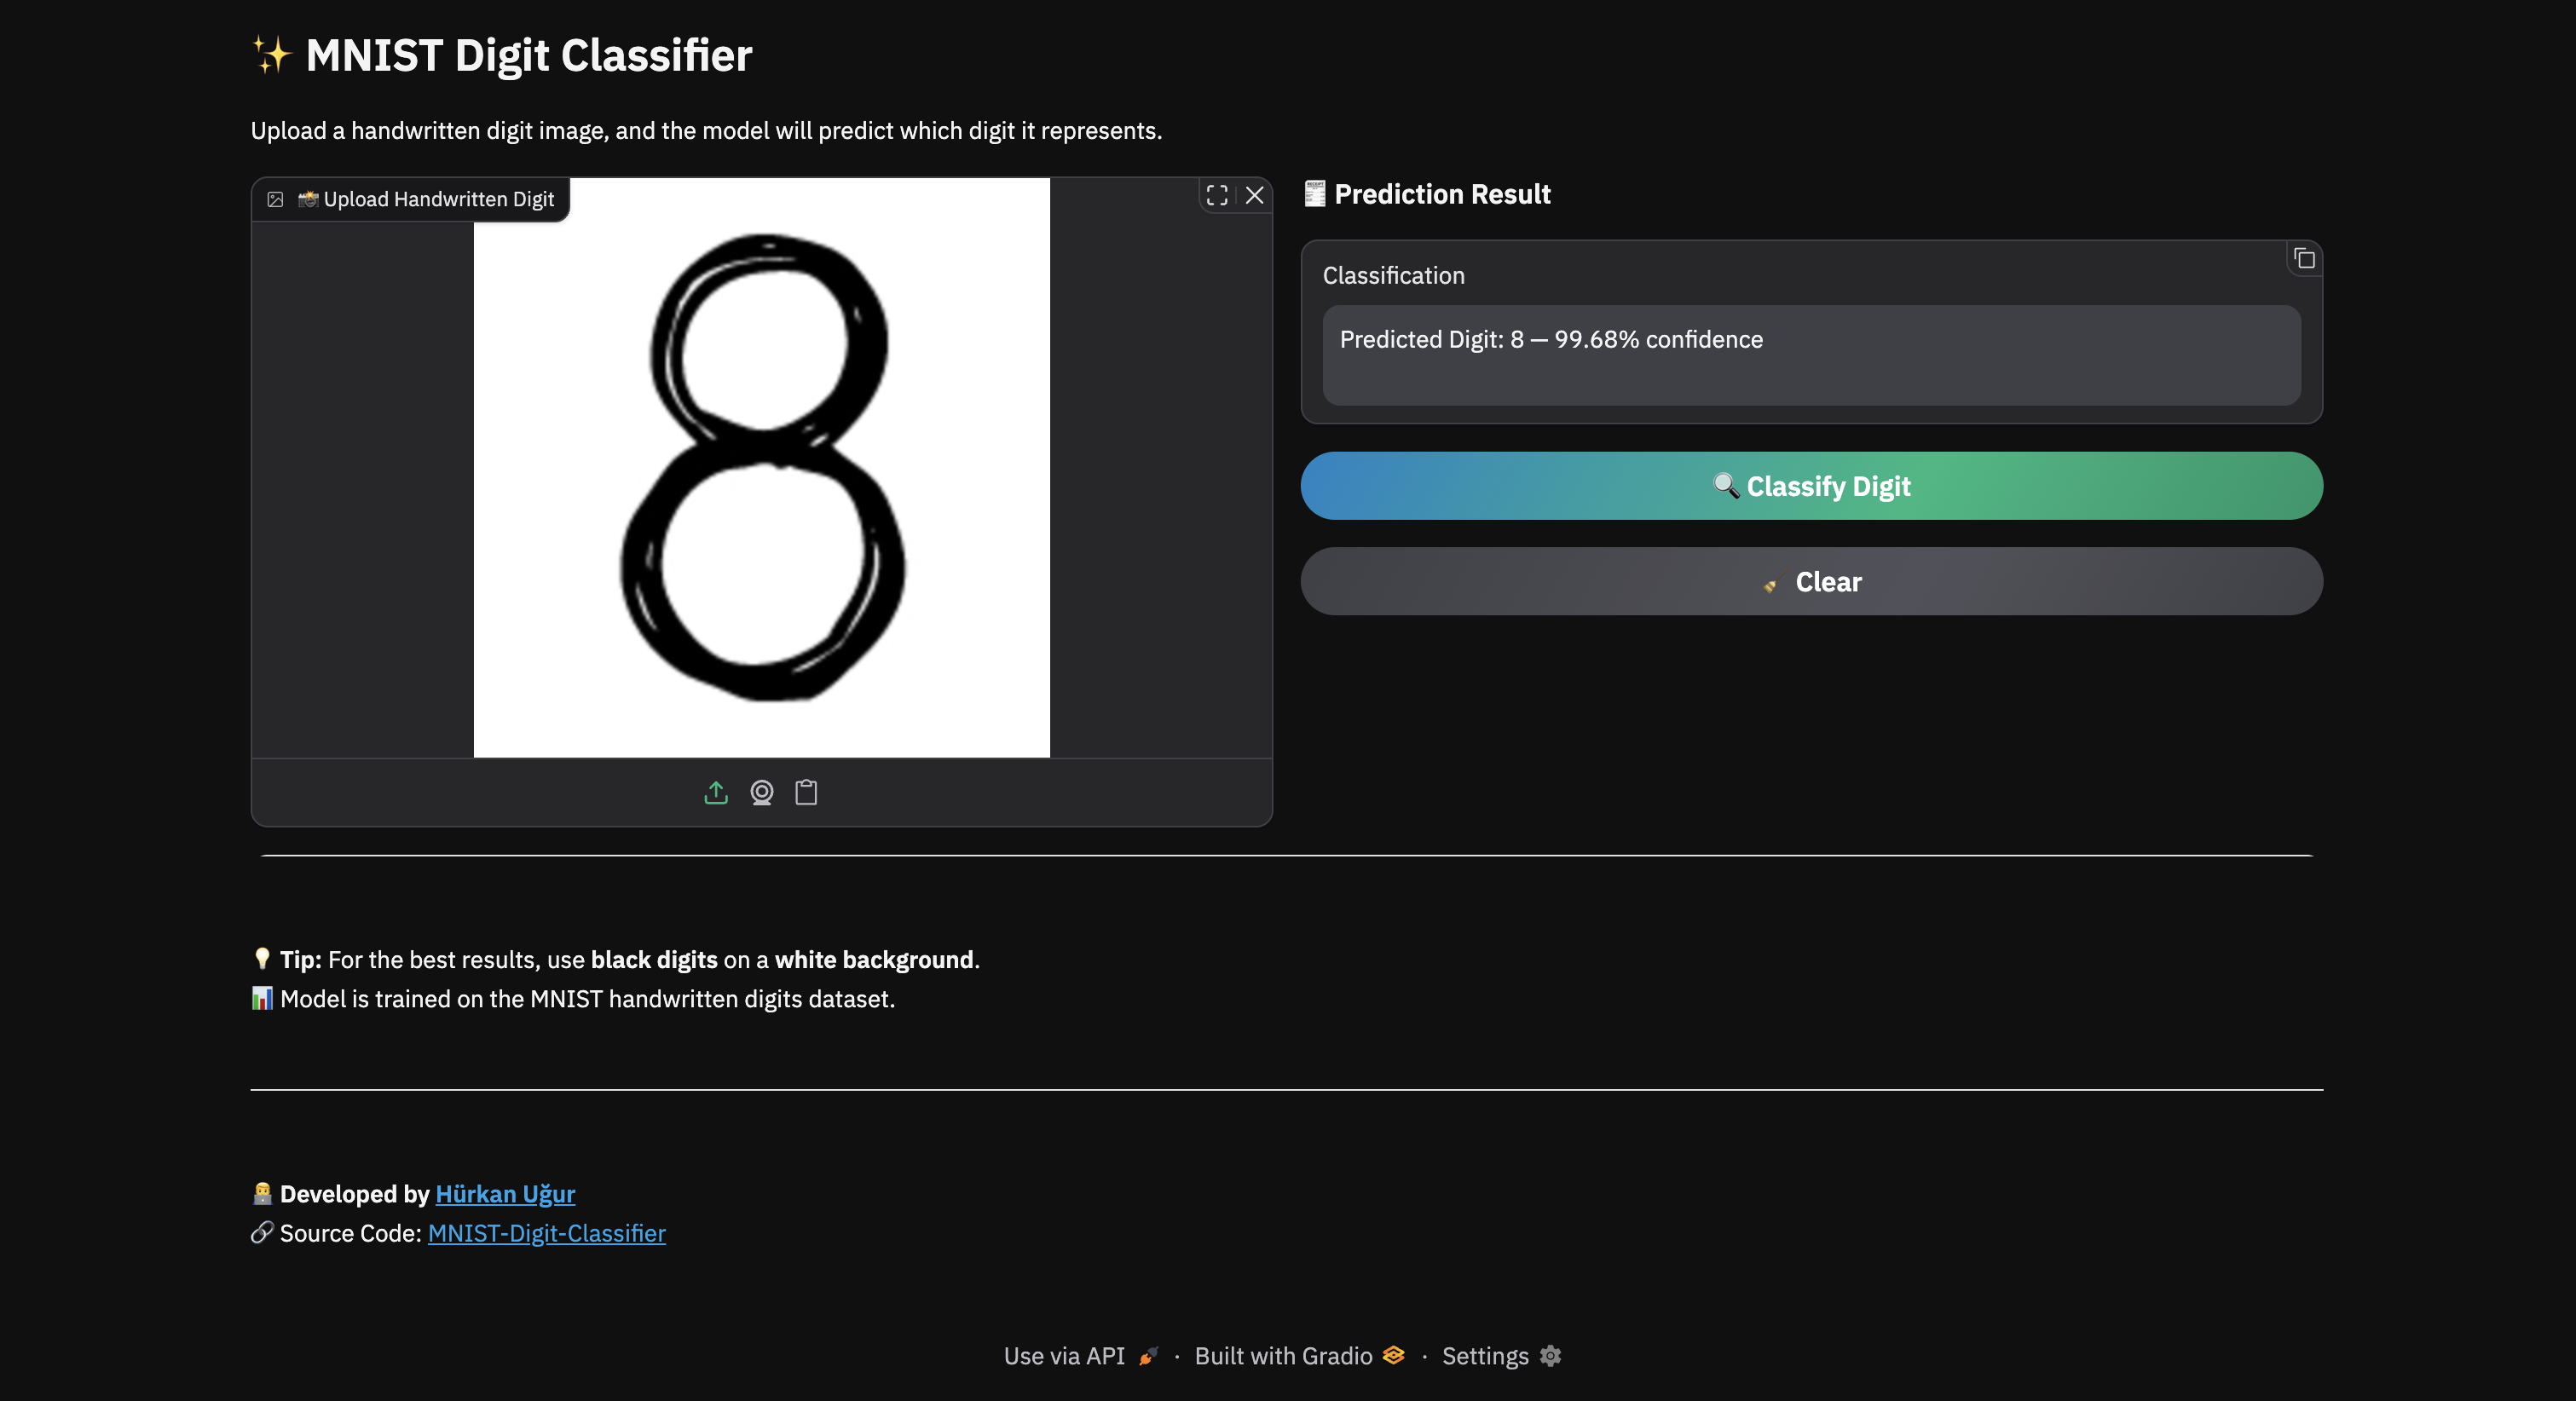 ✨ MNIST Digit Classifier
Upload a handwritten digit image, and the model will predict which digit it represents.
📸 Upload Handwritten Digit
8
🧾 Prediction Result
Classification
Predicted Digit: 8 — 99.68% confidence
🔍 Classify Digit
🧹 Clear
💡 Tip: For the best results, use black digits on a white background.
📊 Model is trained on the MNIST handwritten digits dataset.
👨‍💻 Developed by Hürkan Uğur
🔗 Source Code: MNIST-Digit-Classifier
Use via API 🚀 · Built with Gradio · Settings ⚙️